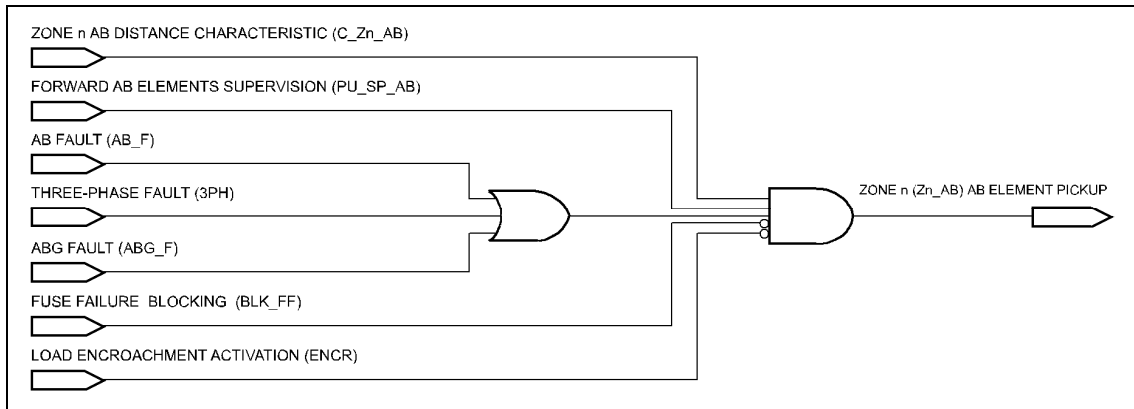 ZONE n AB DISTANCE CHARACTERISTIC (C_Zn_AB)
FORWARD AB ELEMENTS SUPERVISION (PU_SP_AB)
AB FAULT (AB_F)
THREE-PHASE FAULT (3PH)
ZONE n (Zn_AB) AB ELEMENT PICKUP
ABG FAULT (ABG_F)
FUSE FAILURE BLOCKING (BLK_FF)
LOAD ENCROACHMENT ACTIVATION (ENCR)